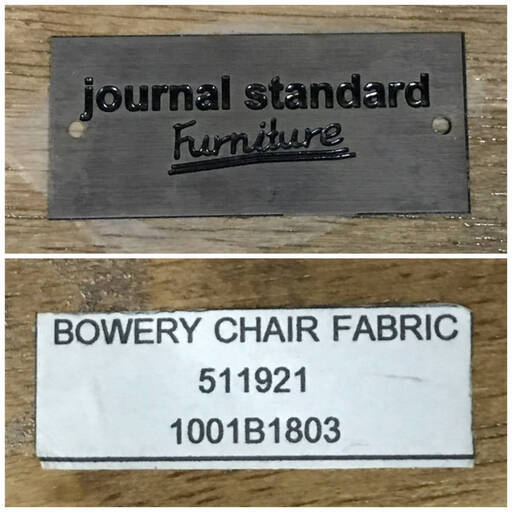 journal standard
Furniture
BOWERY CHAIR FABRIC
511921
1001B1803